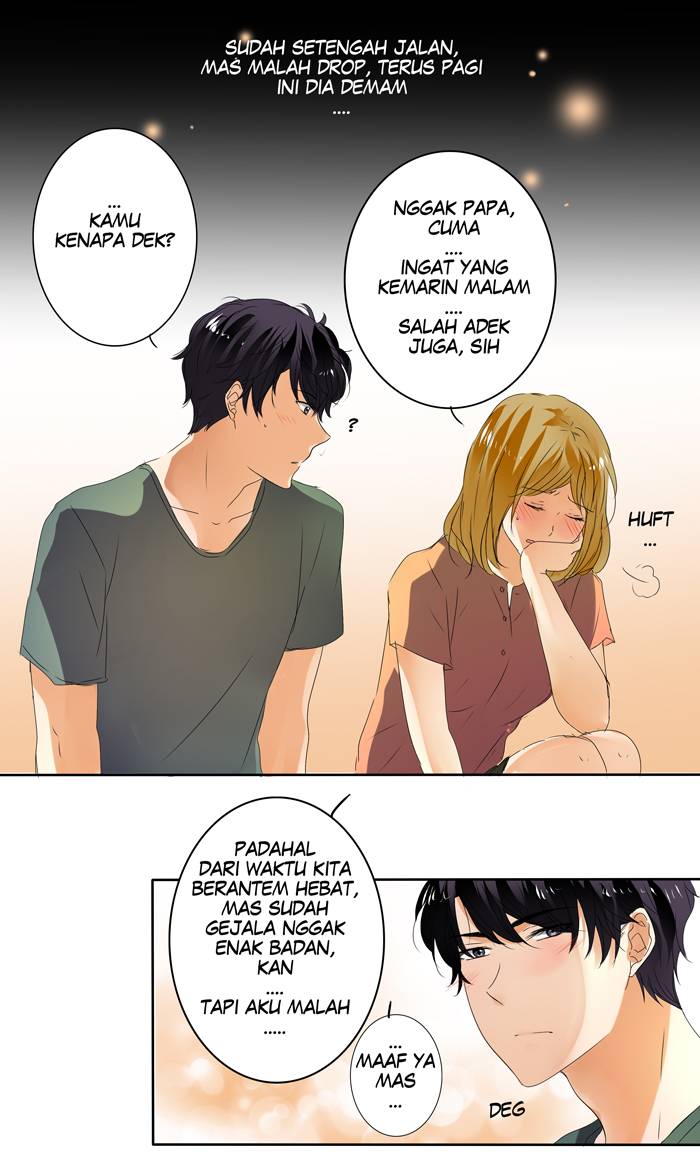 SUDAH SETENGAH JALAN,
MAS MALAH DROP, TERUS PAGI
INI DIA DEMAM
....
...
KAMU
KENAPA DEK?
NGGAK PAPA,
CUMA
....
INGAT YANG
KEMARIN MALAM
....
SALAH ADEK
JUGA, SIH
?
HUFT
...
PADAHAL
DARI WAKTU KITA
BERANTEM HEBAT,
MAS SUDAH
GEJALA NGGAK
ENAK BADAN,
KAN
....
TAPI AKU MALAH
.....
...
MAAF YA
MAS
...
DEG